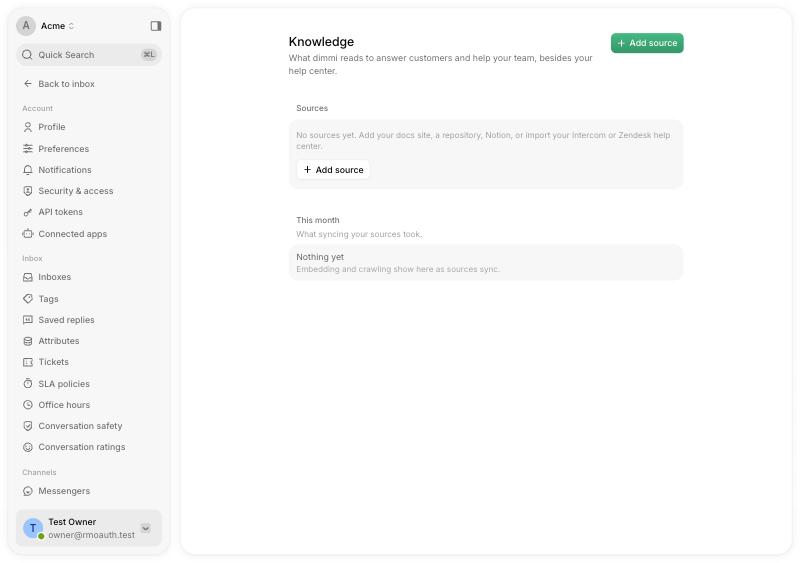 A Acme
Quick Search ⌘L
Back to inbox
Account
Profile
Preferences
Notifications
Security & access
API tokens
Connected apps
Inbox
Inboxes
Tags
Saved replies
Attributes
Tickets
SLA policies
Office hours
Conversation safety
Conversation ratings
Channels
Messengers
T Test Owner
owner@rmoauth.test
Knowledge
Add source
What dimmi reads to answer customers and help your team, besides your
help center.
Sources
No sources yet. Add your docs site, a repository, Notion, or import your Intercom or Zendesk help
center.
Add source
This month
What syncing your sources took.
Nothing yet
Embedding and crawling show here as sources sync.